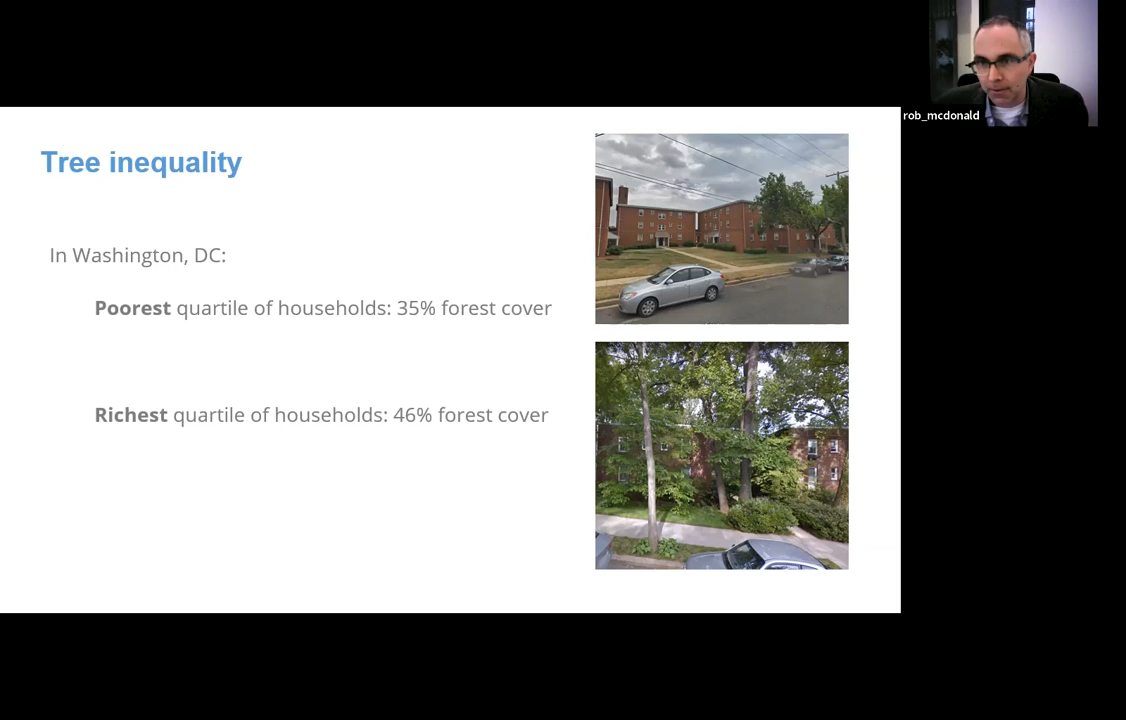 rob_mcdonald
Tree inequality
In Washington, DC:
Poorest quartile of households: 35% forest cover
Richest quartile of households: 46% forest cover